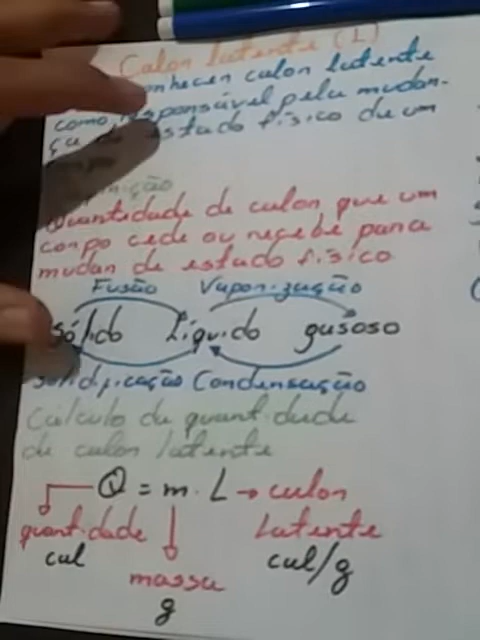 Calor latente (L)
conhecer calor latente
como responsável pela mudan-
ça de estado físico de um
Quantidade de calor que um
corpo cede ou recebe para
mudar de estado físico
Fusão Vaporização
sólido líquido gasoso
Solidificação Condensação
Cálculo da quantidade
de calor latente
Q = m. L → calor
quantidade latente
cal cal/g
massa
g